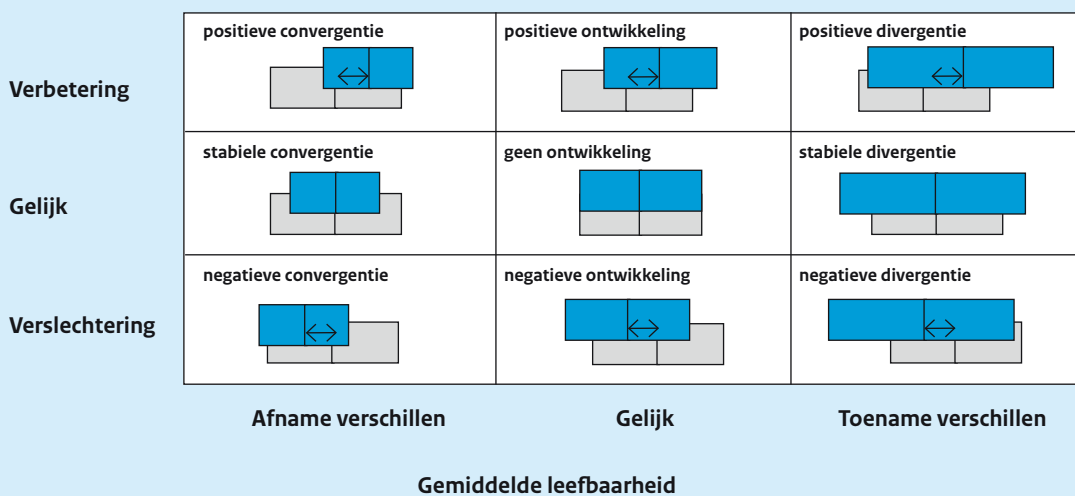 positieve convergentie
positieve ontwikkeling
positieve divergentie
Verbetering
stabiele convergentie
geen ontwikkeling
stabiele divergentie
Gelijk
negatieve convergentie
negatieve ontwikkeling
negatieve divergentie
Verslechtering
Afname verschillen
Gelijk
Toename verschillen
Gemiddelde leefbaarheid